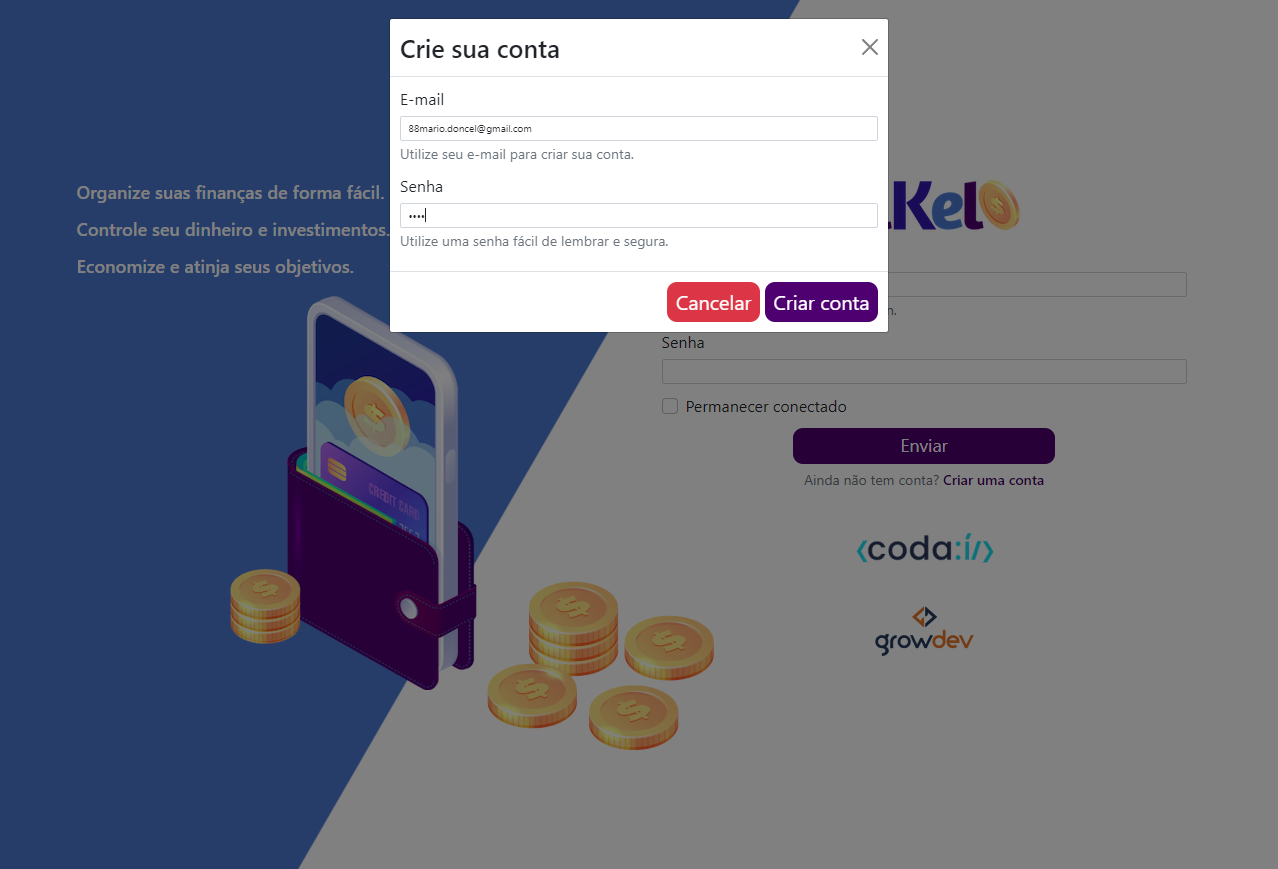 Crie sua conta
E-mail
88mario.doncel@gmail.com
Utilize seu e-mail para criar sua conta.
Senha
••••
Utilize uma senha fácil de lembrar e segura.
Cancelar
Criar conta
Organize suas finanças de forma fácil.
Controle seu dinheiro e investimentos.
Economize e atinja seus objetivos.
CREDIT CARD
Senha
Permanecer conectado
Enviar
Ainda não tem conta? Criar uma conta
<coda:i/>
growdev